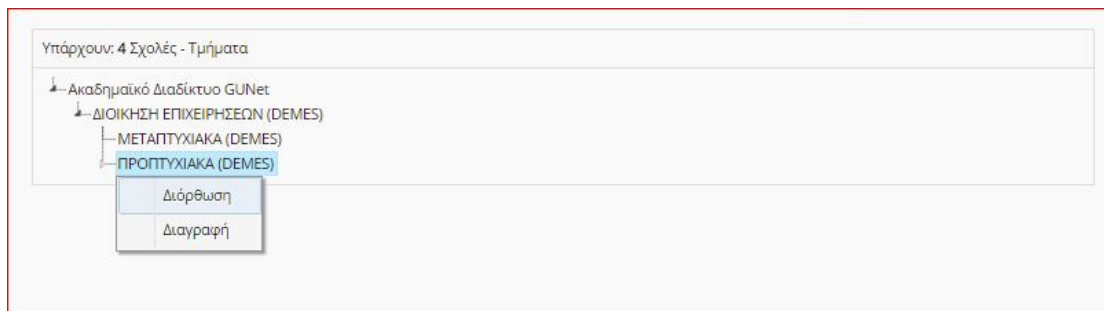 Υπάρχουν: 4 Σχολές - Τμήματα
Ακαδημαϊκό Διαδίκτυο GUNet
ΔΙΟΙΚΗΣΗ ΕΠΙΧΕΙΡΗΣΕΩΝ (DEMES)
ΜΕΤΑΠΤΥΧΙΑΚΑ (DEMES)
ΠΡΟΠΤΥΧΙΑΚΑ (DEMES)
Διόρθωση
Διαγραφή